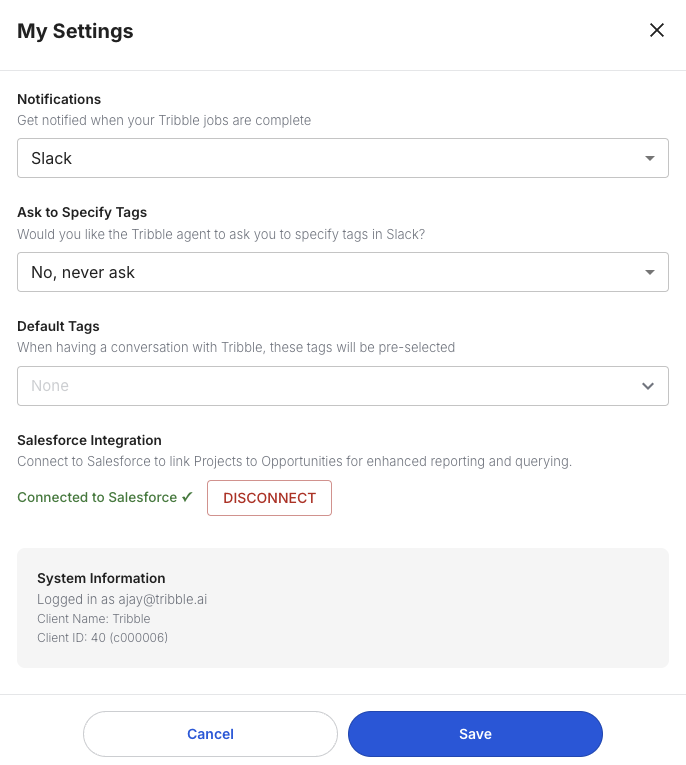 My Settings
Notifications
Get notified when your Tribble jobs are complete
Slack
Ask to Specify Tags
Would you like the Tribble agent to ask you to specify tags in Slack?
No, never ask
Default Tags
When having a conversation with Tribble, these tags will be pre-selected
None
Salesforce Integration
Connect to Salesforce to link Projects to Opportunities for enhanced reporting and querying.
Connected to Salesforce ✓ DISCONNECT
System Information
Logged in as ajay@tribble.ai
Client Name: Tribble
Client ID: 40 (c000006)
Cancel Save